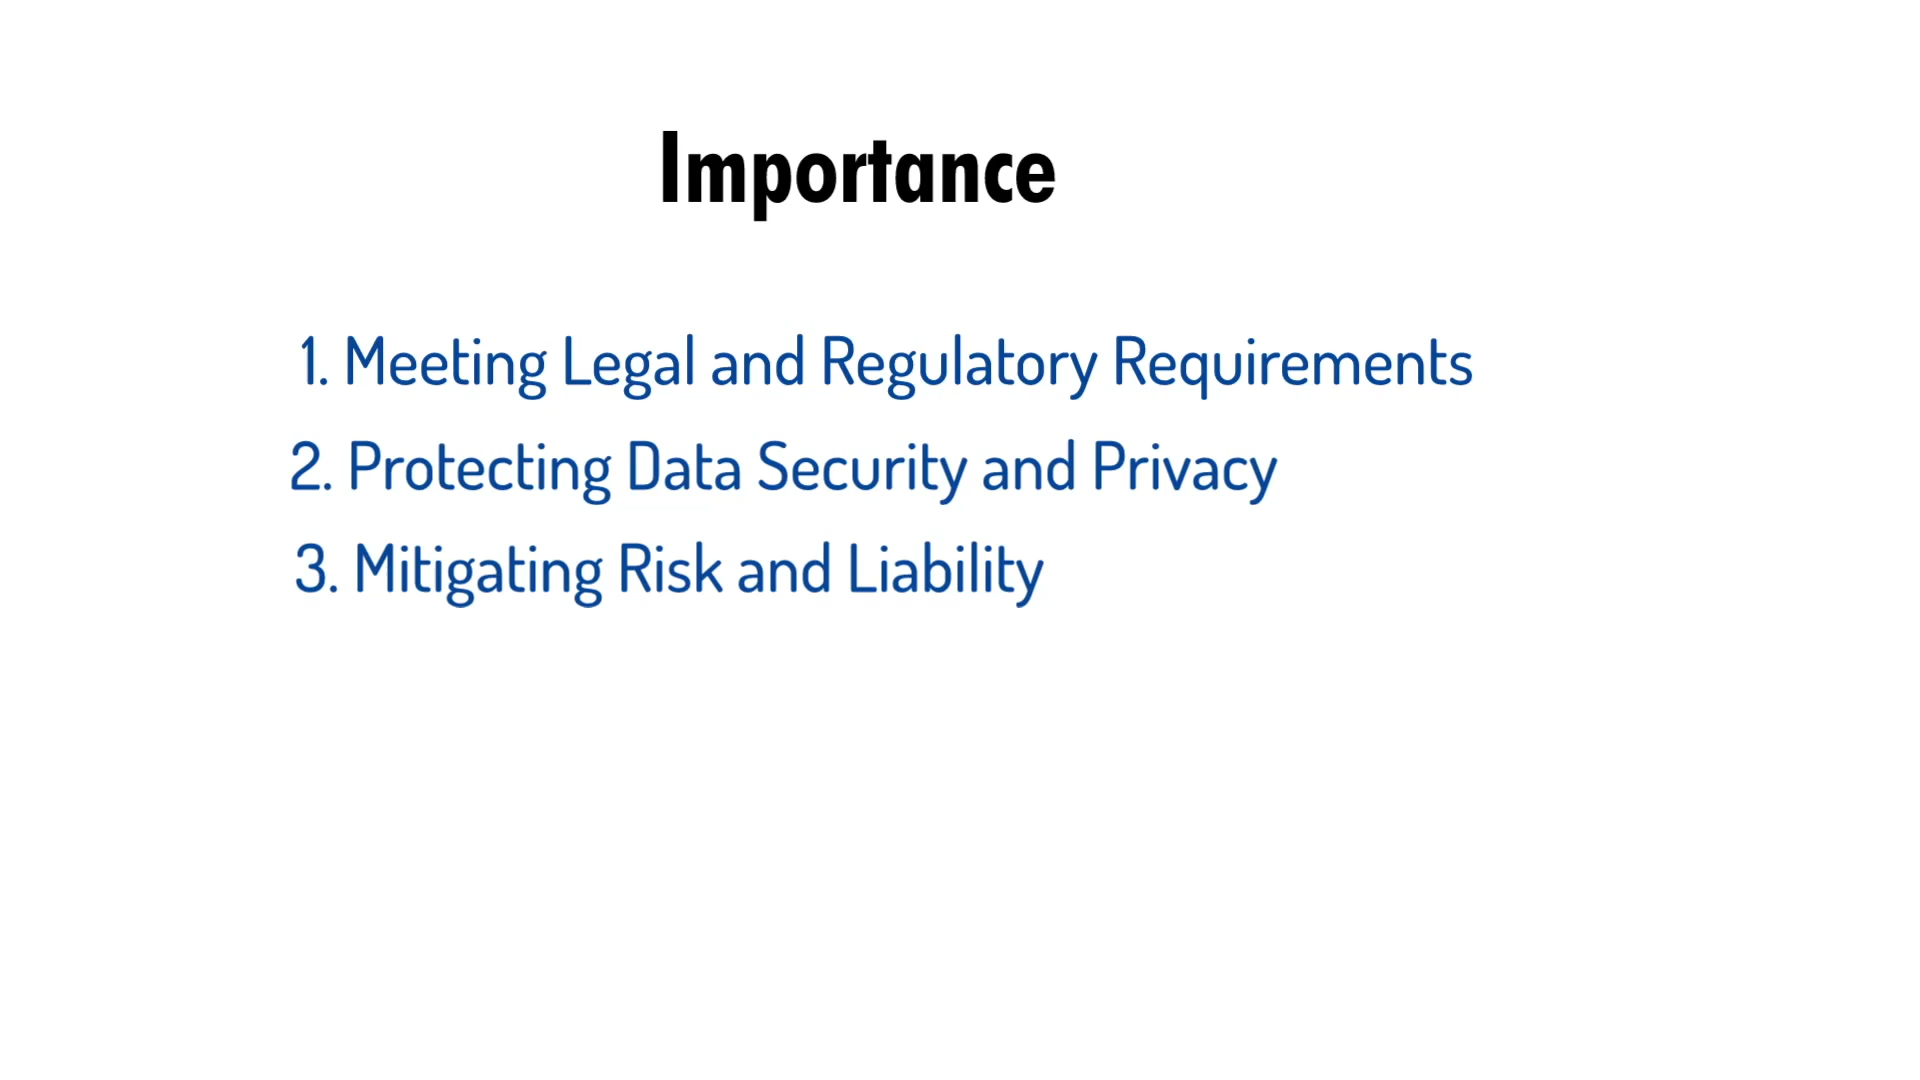 Importance
1. Meeting Legal and Regulatory Requirements
2. Protecting Data Security and Privacy
3. Mitigating Risk and Liability